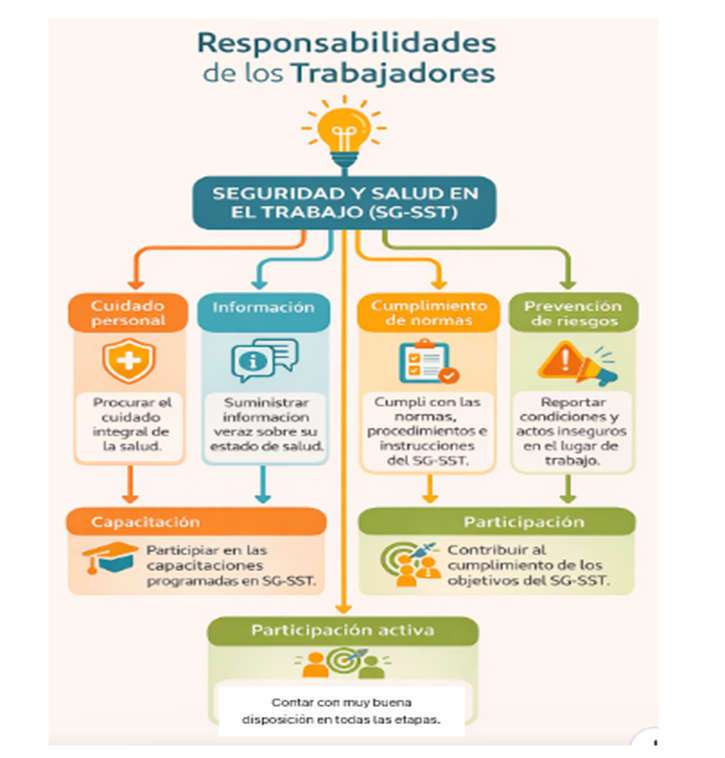 Responsabilidades
de los Trabajadores
SEGURIDAD Y SALUD EN
EL TRABAJO (SG-SST)
Cuidado
personal
Procurar el
cuidado
integral de
la salud.
Información
Suministrar
informacion
veraz sobre su
estado de salud.
Cumplimiento
de normas
Cumpli con las
normas,
procedimientos e
instrucciones
del SG-SST.
Prevención
de riesgos
Reportar
condiciones y
actos inseguros
en el lugar de
trabajo.
Capacitación
Participiar en las
capacitaciones
programadas en SG-SST.
Participación
Contribuir al
cumplimiento de los
objetivos del SG-SST.
Participación activa
Contar con muy buena
disposición en todas las etapas.